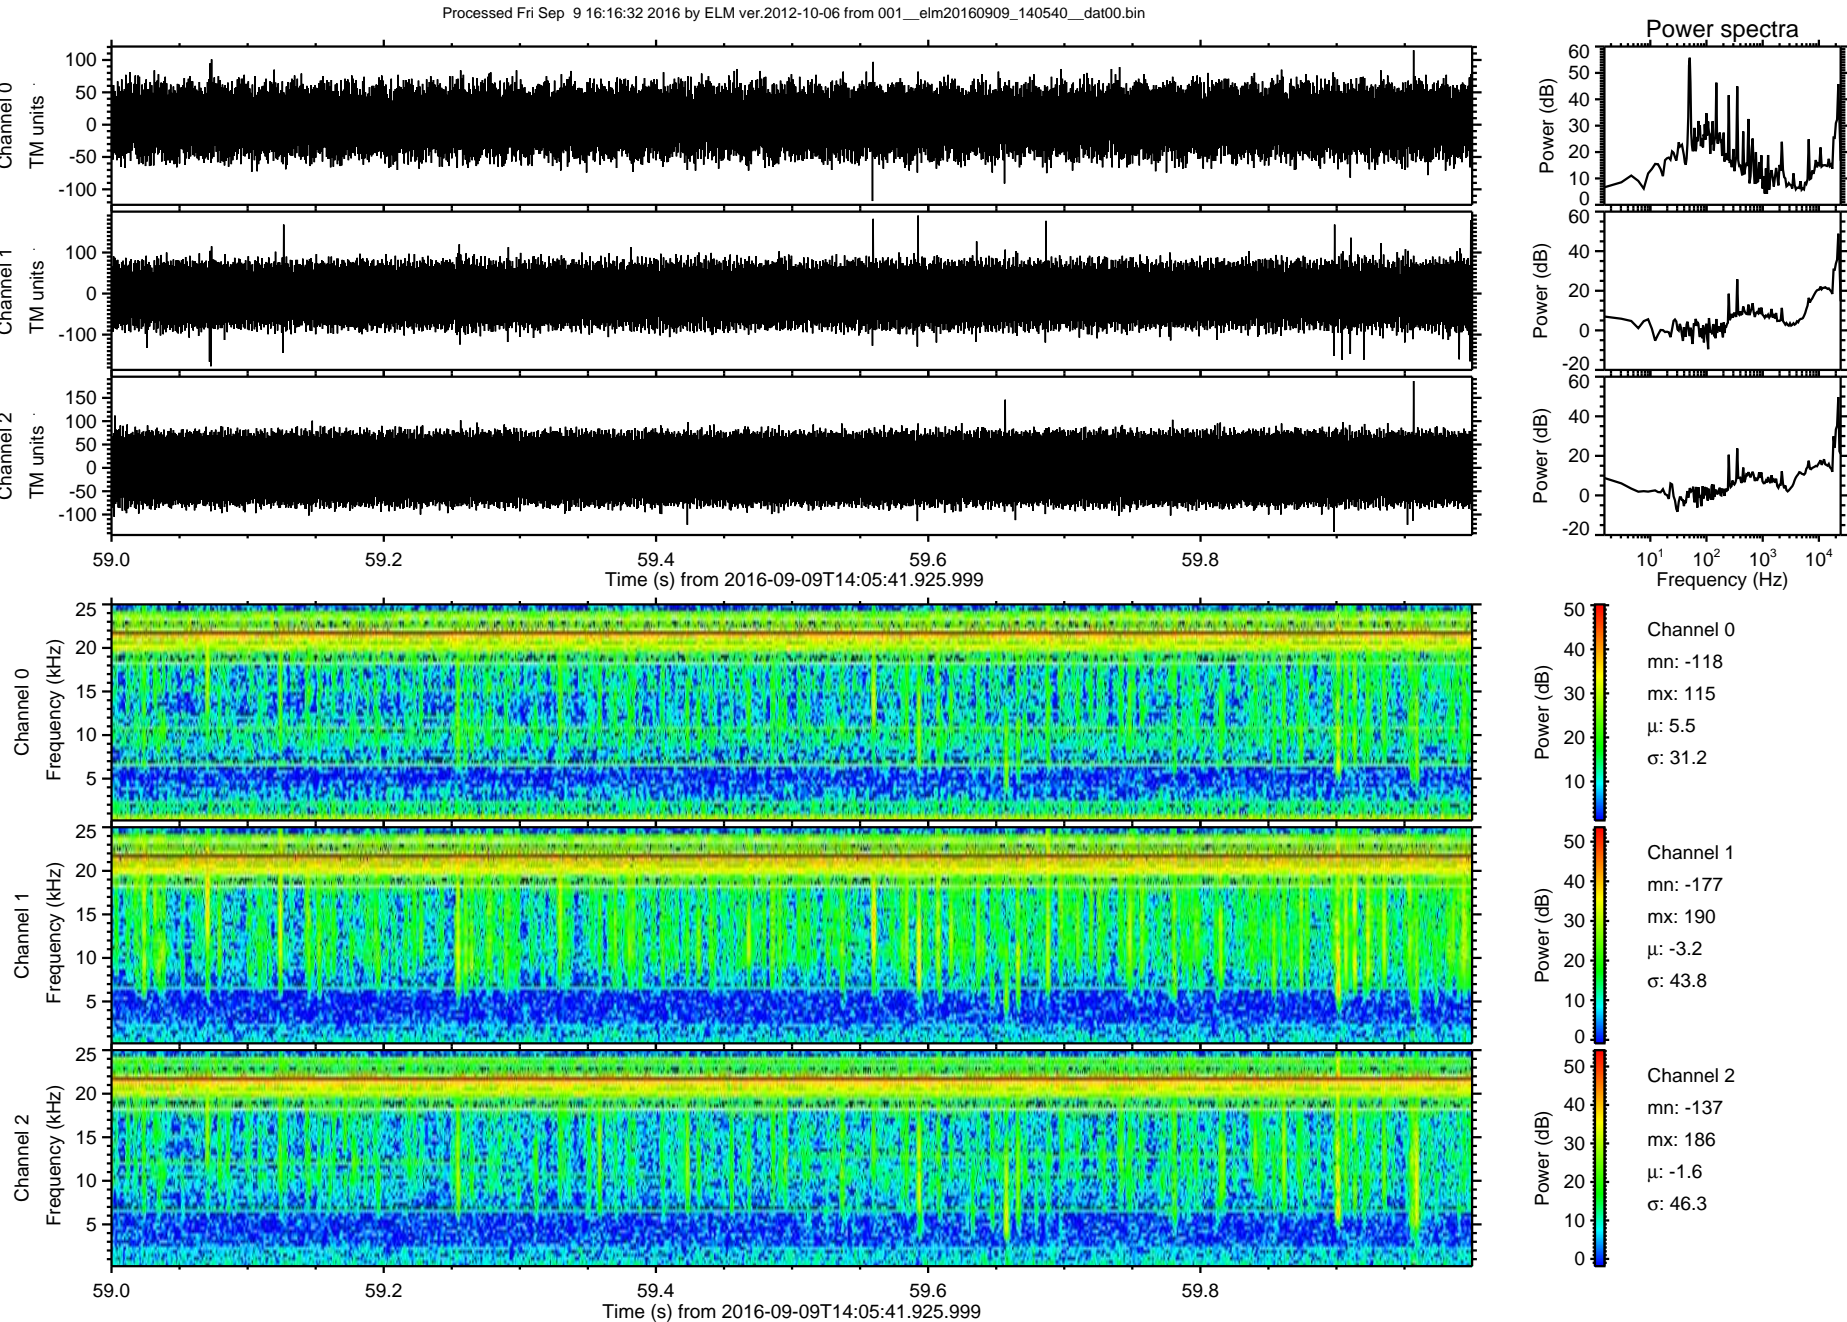 Processed Fri Sep  9 16:16:32 2016 by ELM ver.2012-10-06 from 001__elm20160909_140540__dat00.bin
Power spectra
Channel 0
TM units
100
50
0
-50
-100
Power (dB)
60
50
40
30
20
10
0
Channel 1
TM units
100
0
-100
Power (dB)
60
40
20
0
-20
Channel 2
TM units
150
100
50
0
-50
-100
Power (dB)
60
40
20
0
-20
59.0 59.2 59.4 59.6 59.8
Time (s) from 2016-09-09T14:05:41.925.999
10¹ 10² 10³ 10⁴
Frequency (Hz)
Channel 0
Frequency (kHz)
25
20
15
10
5
Power (dB)
50
40
30
20
10
Channel 0
mn: -118
mx: 115
μ: 5.5
σ: 31.2
Channel 1
Frequency (kHz)
25
20
15
10
5
Power (dB)
50
40
30
20
10
0
Channel 1
mn: -177
mx: 190
μ: -3.2
σ: 43.8
Channel 2
Frequency (kHz)
25
20
15
10
5
Power (dB)
50
40
30
20
10
0
Channel 2
mn: -137
mx: 186
μ: -1.6
σ: 46.3
59.0 59.2 59.4 59.6 59.8
Time (s) from 2016-09-09T14:05:41.925.999